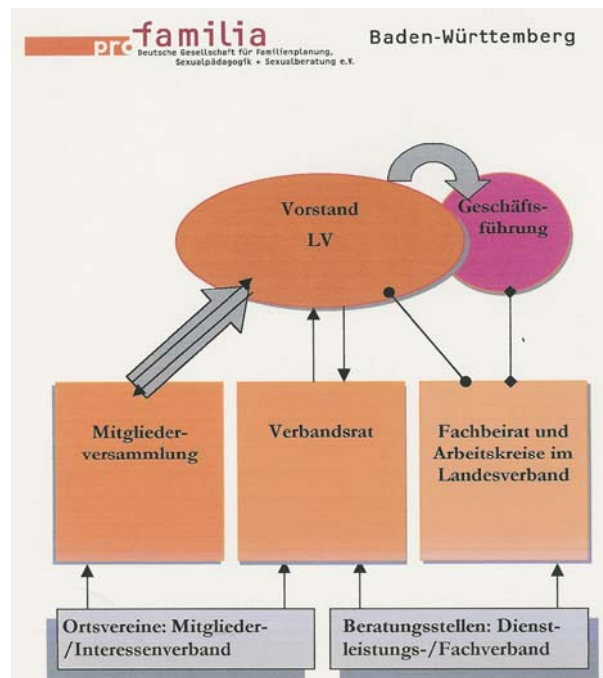 pro familia
Deutsche Gesellschaft für Familienplanung,
Sexualpädagogik + Sexualberatung e.V.
Baden-Württemberg
Vorstand
LV
Geschäfts-
führung
Mitglieder-
versammlung
Verbandsrat
Fachbeirat und
Arbeitskreise im
Landesverband
Ortsvereine: Mitglieder-
/Interessenverband
Beratungsstellen: Dienst-
leistungs-/Fachverband